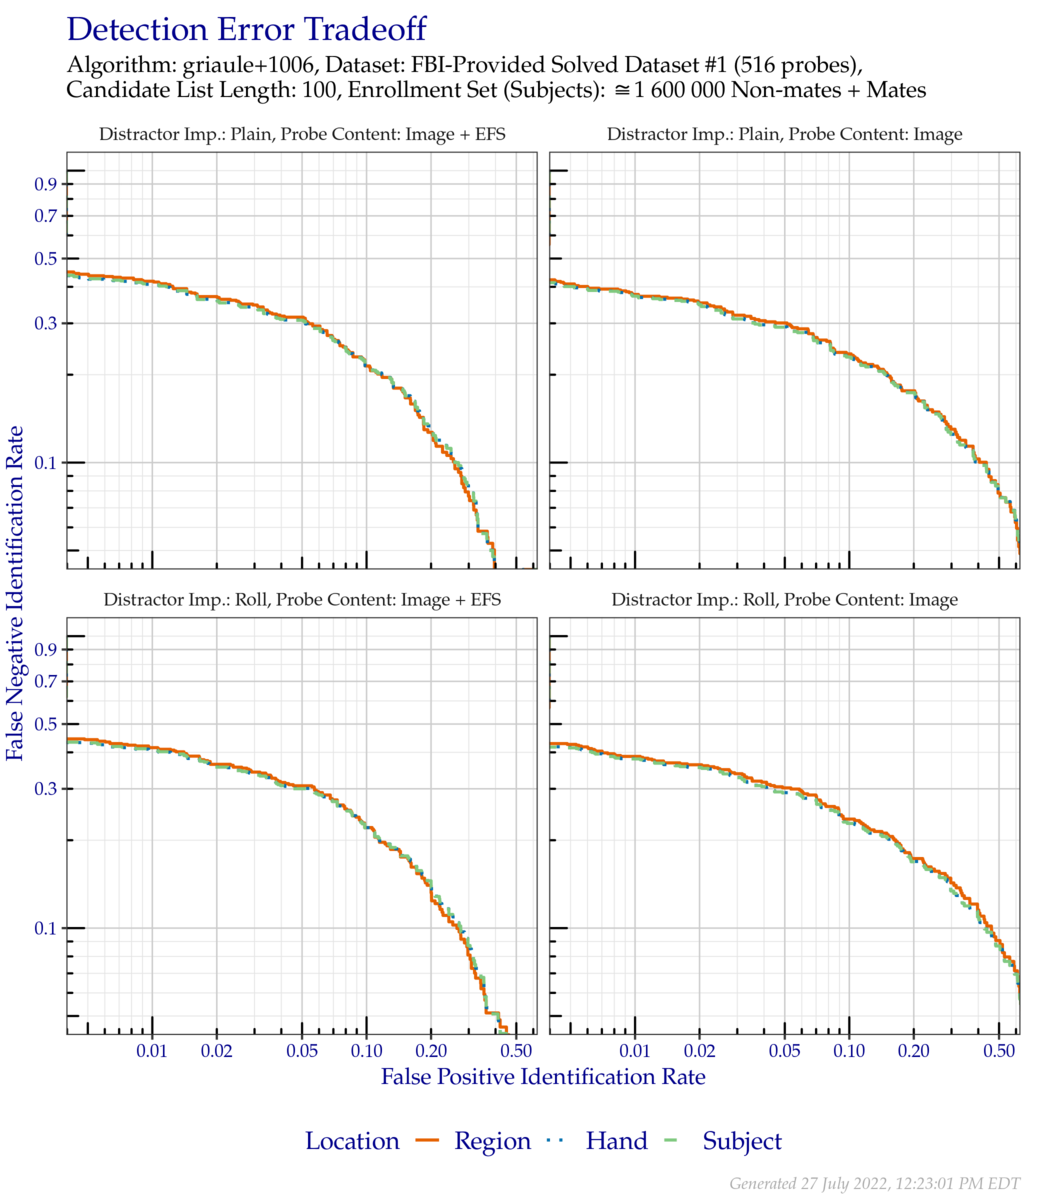 Detection Error Tradeoff
Algorithm: griaule+1006, Dataset: FBI-Provided Solved Dataset #1 (516 probes),
Candidate List Length: 100, Enrollment Set (Subjects): ≅1 600 000 Non-mates + Mates
Distractor Imp.: Plain, Probe Content: Image + EFS
Distractor Imp.: Plain, Probe Content: Image
0.9
0.7
0.5
0.3
0.1
False Negative Identification Rate
Distractor Imp.: Roll, Probe Content: Image + EFS
Distractor Imp.: Roll, Probe Content: Image
0.9
0.7
0.5
0.3
0.1
0.01 0.02 0.05 0.10 0.20 0.50
0.01 0.02 0.05 0.10 0.20 0.50
False Positive Identification Rate
Location Region Hand Subject
Generated 27 July 2022, 12:23:01 PM EDT